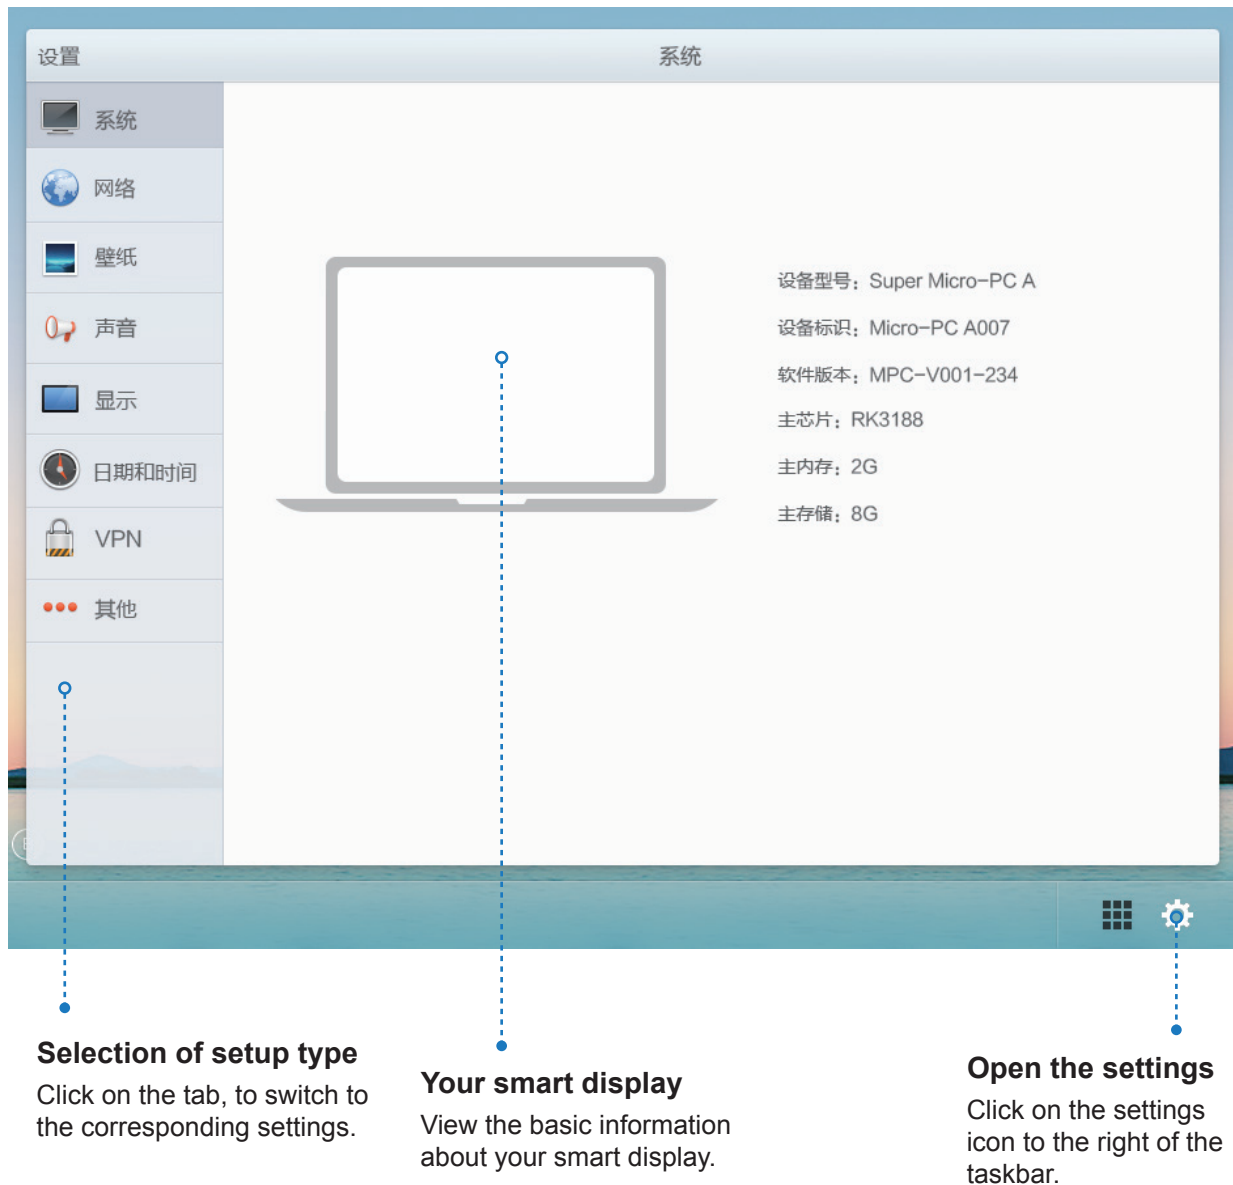 设置
系统
系统
网络
壁纸
声音
显示
日期和时间
VPN
其他
设备型号：Super Micro-PC A
设备标识：Micro-PC A007
软件版本：MPC-V001-234
主芯片：RK3188
主内存：2G
主存储：8G
Selection of setup type
Click on the tab, to switch to
the corresponding settings.
Your smart display
View the basic information
about your smart display.
Open the settings
Click on the settings
icon to the right of the
taskbar.